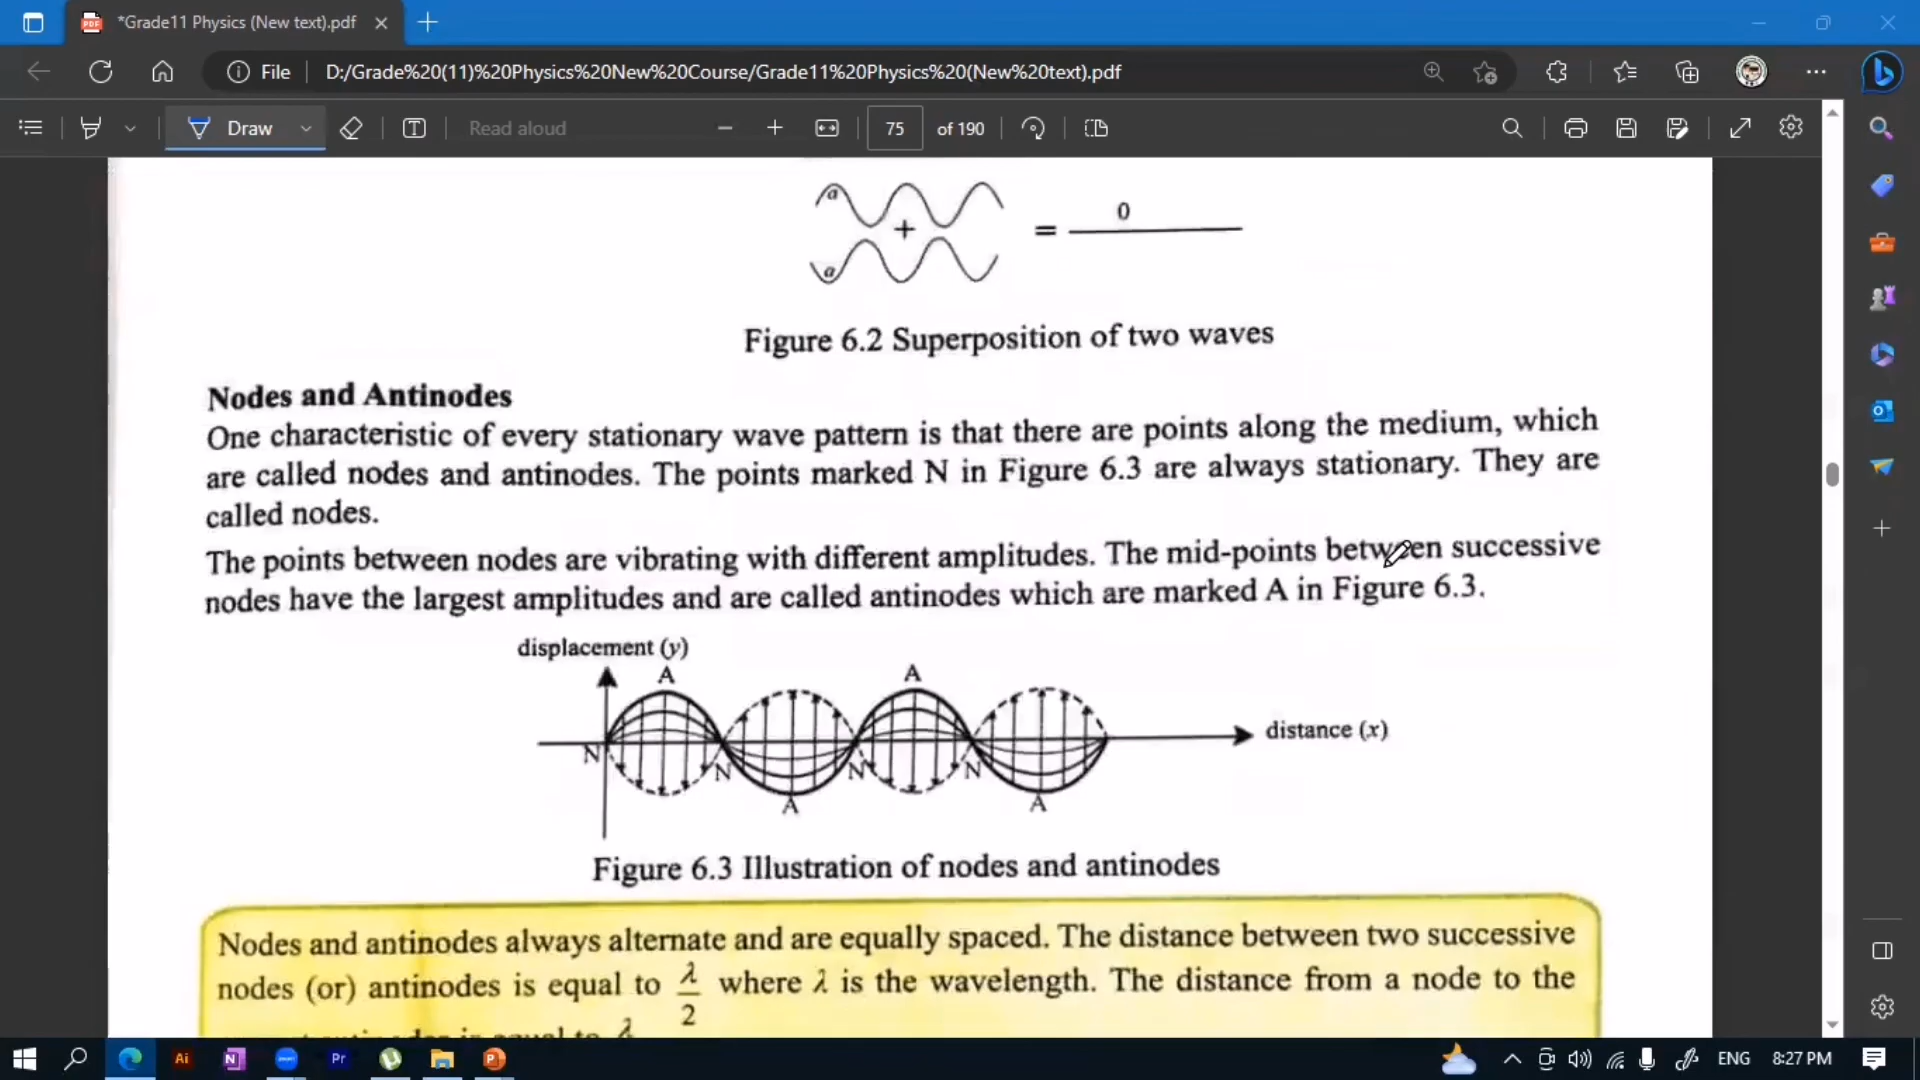 *Grade11 Physics (New text).pdf
File
D:/Grade%20(11)%20Physics%20New%20Course/Grade11%20Physics%20(New%20text).pdf
Draw
Read aloud
75
of 190
a
+
a
=
0
Figure 6.2 Superposition of two waves
Nodes and Antinodes
One characteristic of every stationary wave pattern is that there are points along the medium, which
are called nodes and antinodes. The points marked N in Figure 6.3 are always stationary. They are
called nodes.
The points between nodes are vibrating with different amplitudes. The mid-points between successive
nodes have the largest amplitudes and are called antinodes which are marked A in Figure 6.3.
displacement (y)
A
A
distance (x)
N
N
N
N
A
A
Figure 6.3 Illustration of nodes and antinodes
Nodes and antinodes always alternate and are equally spaced. The distance between two successive
nodes (or) antinodes is equal to λ/2 where λ is the wavelength. The distance from a node to the
ENG
8:27 PM